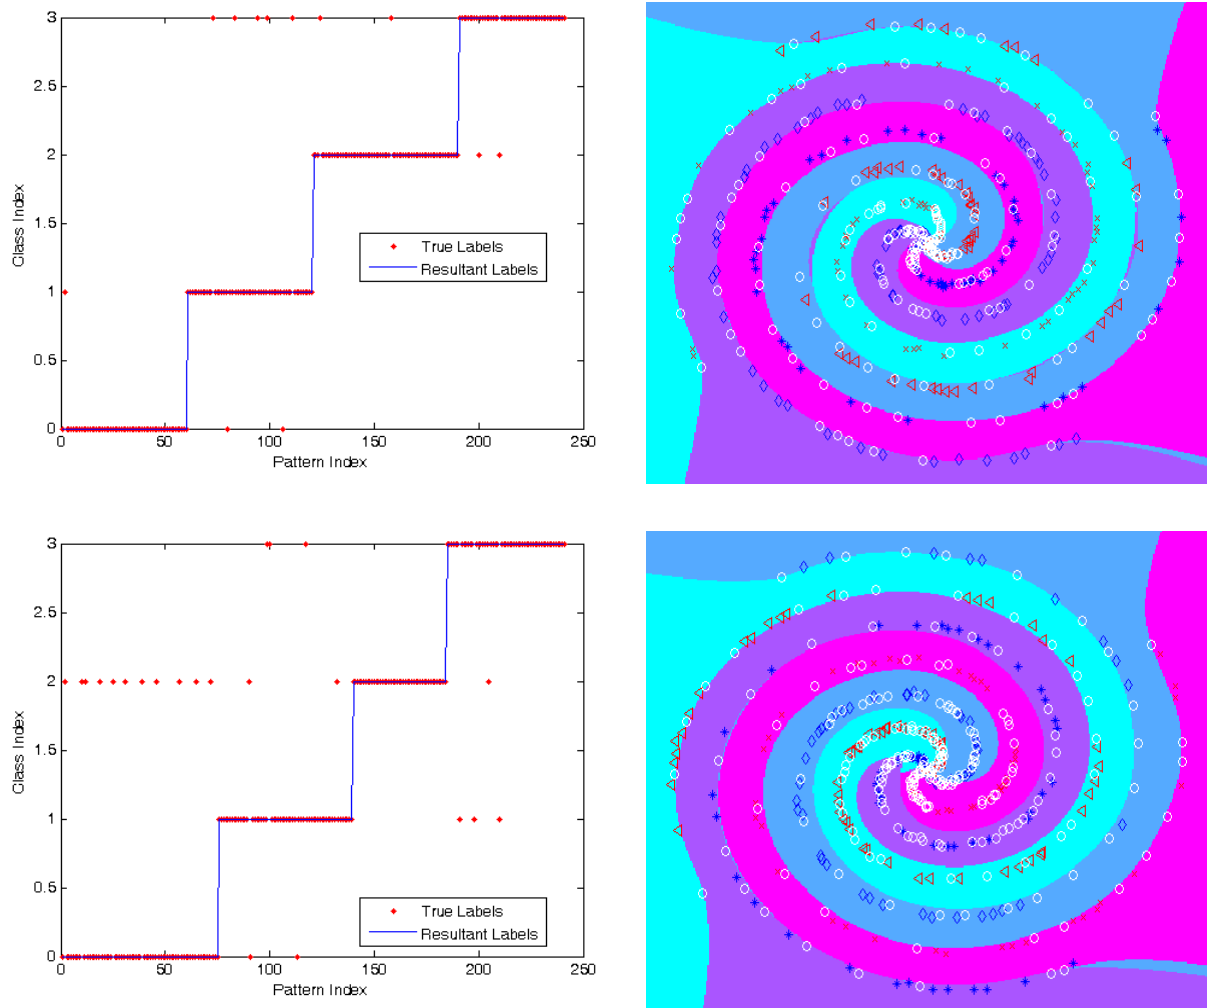 3
2.5
2
1.5
1
0.5
0
Class Index
True Labels
Resultant Labels
0 50 100 150 200 250
Pattern Index
3
2.5
2
1.5
1
0.5
0
Class Index
True Labels
Resultant Labels
0 50 100 150 200 250
Pattern Index